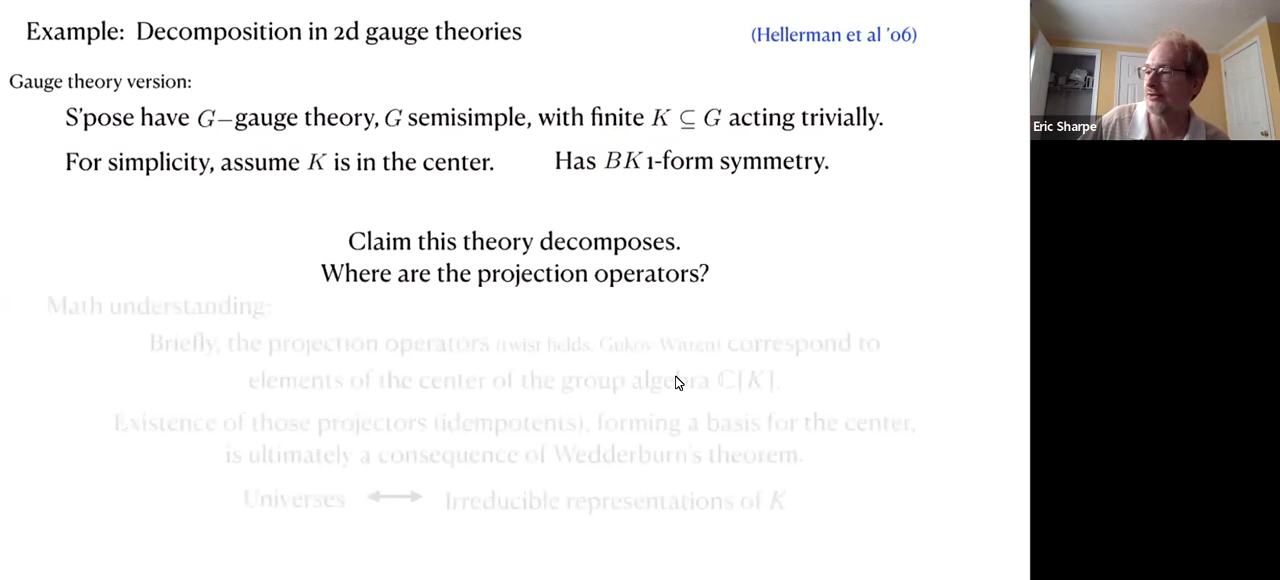 Example: Decomposition in 2d gauge theories
(Hellerman et al '06)
Gauge theory version:
S'pose have G–gauge theory, G semisimple, with finite K ⊆ G acting trivially.
For simplicity, assume K is in the center. Has BK 1-form symmetry.
Claim this theory decomposes.
Where are the projection operators?
Math understanding:
Briefly, the projection operators (twist fields, Gukov-Witten) correspond to
elements of the center of the group algebra ℂ[K].
Existence of those projectors (idempotents), forming a basis for the center,
is ultimately a consequence of Wedderburn's theorem.
Universes ⟷ Irreducible representations of K
Eric Sharpe